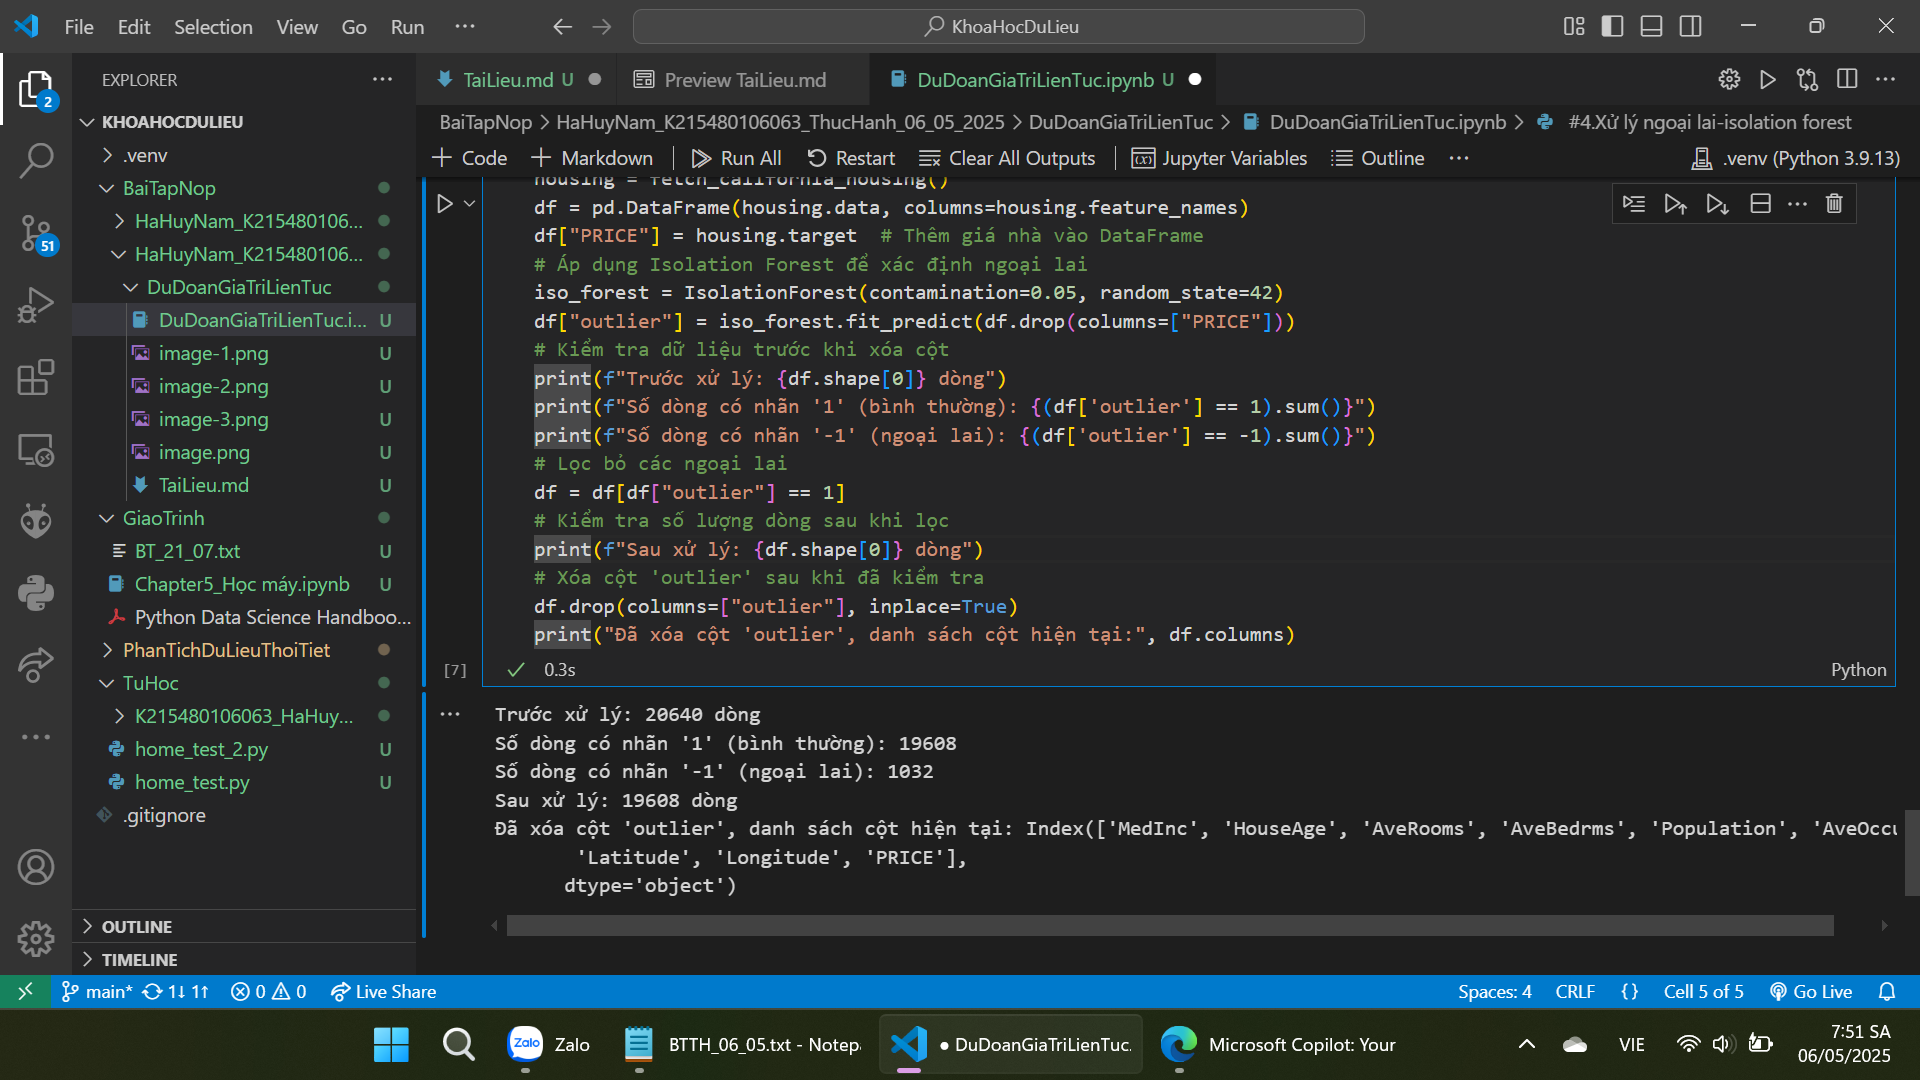 File Edit Selection View Go Run ···
KhoaHocDuLieu
EXPLORER
TaiLieu.md U
Preview TaiLieu.md
DuDoanGiaTriLienTuc.ipynb U
BaiTapNop > HaHuyNam_K215480106063_ThucHanh_06_05_2025 > DuDoanGiaTriLienTuc > DuDoanGiaTriLienTuc.ipynb > #4.Xử lý ngoại lai-isolation forest
Code Markdown Run All Restart Clear All Outputs Jupyter Variables Outline ··· .venv (Python 3.9.13)
2
51
KHOAHOCDULIEU
.venv
BaiTapNop
HaHuyNam_K215480106...
HaHuyNam_K215480106...
DuDoanGiaTriLienTuc
DuDoanGiaTriLienTuc.i... U
image-1.png U
image-2.png U
image-3.png U
image.png U
TaiLieu.md U
GiaoTrinh
BT_21_07.txt U
Chapter5_Học máy.ipynb U
Python Data Science Handboo...
PhanTichDuLieuThoiTiet
TuHoc
K215480106063_HaHuy...
home_test_2.py U
home_test.py U
.gitignore
OUTLINE
TIMELINE
housing = fetch_california_housing()
df = pd.DataFrame(housing.data, columns=housing.feature_names)
df["PRICE"] = housing.target  # Thêm giá nhà vào DataFrame
# Áp dụng Isolation Forest để xác định ngoại lai
iso_forest = IsolationForest(contamination=0.05, random_state=42)
df["outlier"] = iso_forest.fit_predict(df.drop(columns=["PRICE"]))
# Kiểm tra dữ liệu trước khi xóa cột
print(f"Trước xử lý: {df.shape[0]} dòng")
print(f"Số dòng có nhãn '1' (bình thường): {(df['outlier'] == 1).sum()}")
print(f"Số dòng có nhãn '-1' (ngoại lai): {(df['outlier'] == -1).sum()}")
# Lọc bỏ các ngoại lai
df = df[df["outlier"] == 1]
# Kiểm tra số lượng dòng sau khi lọc
print(f"Sau xử lý: {df.shape[0]} dòng")
# Xóa cột 'outlier' sau khi đã kiểm tra
df.drop(columns=["outlier"], inplace=True)
print("Đã xóa cột 'outlier', danh sách cột hiện tại:", df.columns)
[7] 0.3s Python
Trước xử lý: 20640 dòng
Số dòng có nhãn '1' (bình thường): 19608
Số dòng có nhãn '-1' (ngoại lai): 1032
Sau xử lý: 19608 dòng
Đã xóa cột 'outlier', danh sách cột hiện tại: Index(['MedInc', 'HouseAge', 'AveRooms', 'AveBedrms', 'Population', 'AveOccu
'Latitude', 'Longitude', 'PRICE'],
dtype='object')
main* 1↓ 1↑ 0 0 Live Share Spaces: 4 CRLF {} Cell 5 of 5 Go Live
Zalo Zalo BTTH_06_05.txt - Notepa ● DuDoanGiaTriLienTuc. Microsoft Copilot: Your VIE 7:51 SA
06/05/2025